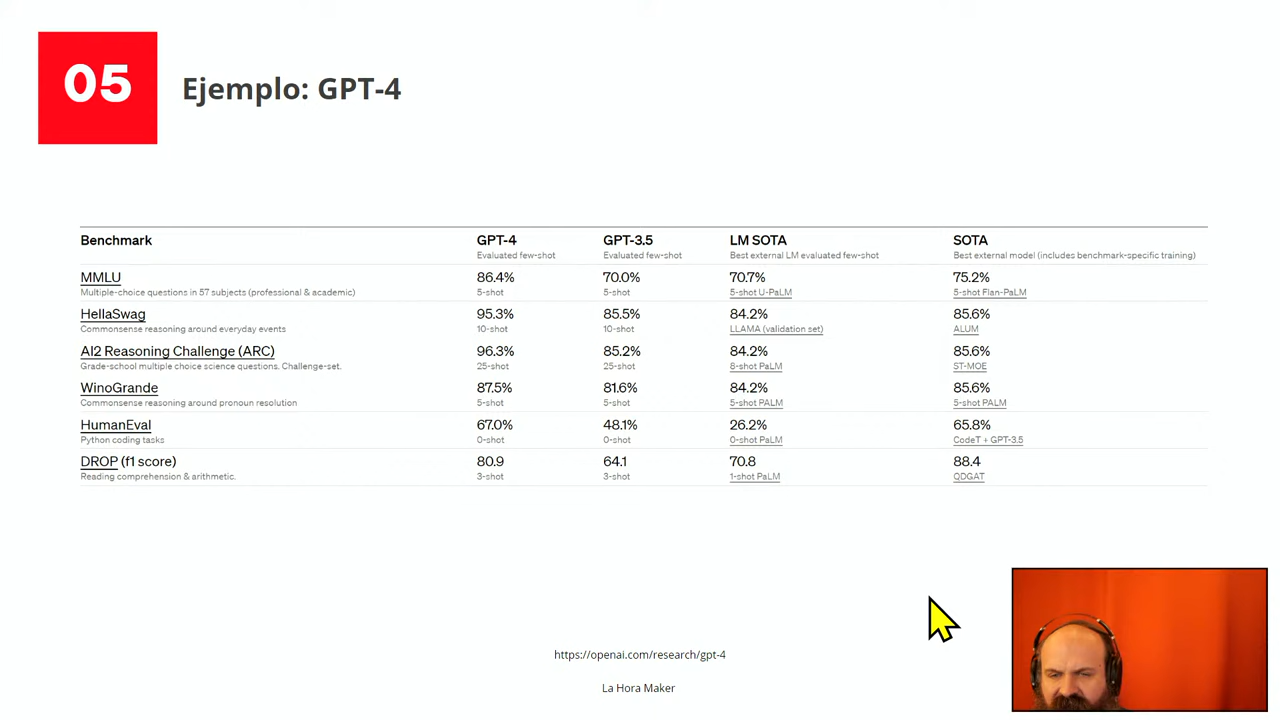 05
Ejemplo: GPT-4
Benchmark GPT-4 GPT-3.5 LM SOTA SOTA
Evaluated few-shot Evaluated few-shot Best external LM evaluated few-shot Best external model (includes benchmark-specific training)
MMLU 86.4% 70.0% 70.7% 75.2%
Multiple-choice questions in 57 subjects (professional & academic) 5-shot 5-shot 5-shot U-PaLM 5-shot Flan-PaLM
HellaSwag 95.3% 85.5% 84.2% 85.6%
Commonsense reasoning around everyday events 10-shot 10-shot LLAMA (validation set) ALUM
AI2 Reasoning Challenge (ARC) 96.3% 85.2% 84.2% 85.6%
Grade-school multiple choice science questions. Challenge-set. 25-shot 25-shot 8-shot PaLM ST-MOE
WinoGrande 87.5% 81.6% 84.2% 85.6%
Commonsense reasoning around pronoun resolution 5-shot 5-shot 5-shot PALM 5-shot PALM
HumanEval 67.0% 48.1% 26.2% 65.8%
Python coding tasks 0-shot 0-shot 0-shot PaLM CodeT + GPT-3.5
DROP (f1 score) 80.9 64.1 70.8 88.4
Reading comprehension & arithmetic. 3-shot 3-shot 1-shot PaLM QDGAT
https://openai.com/research/gpt-4
La Hora Maker